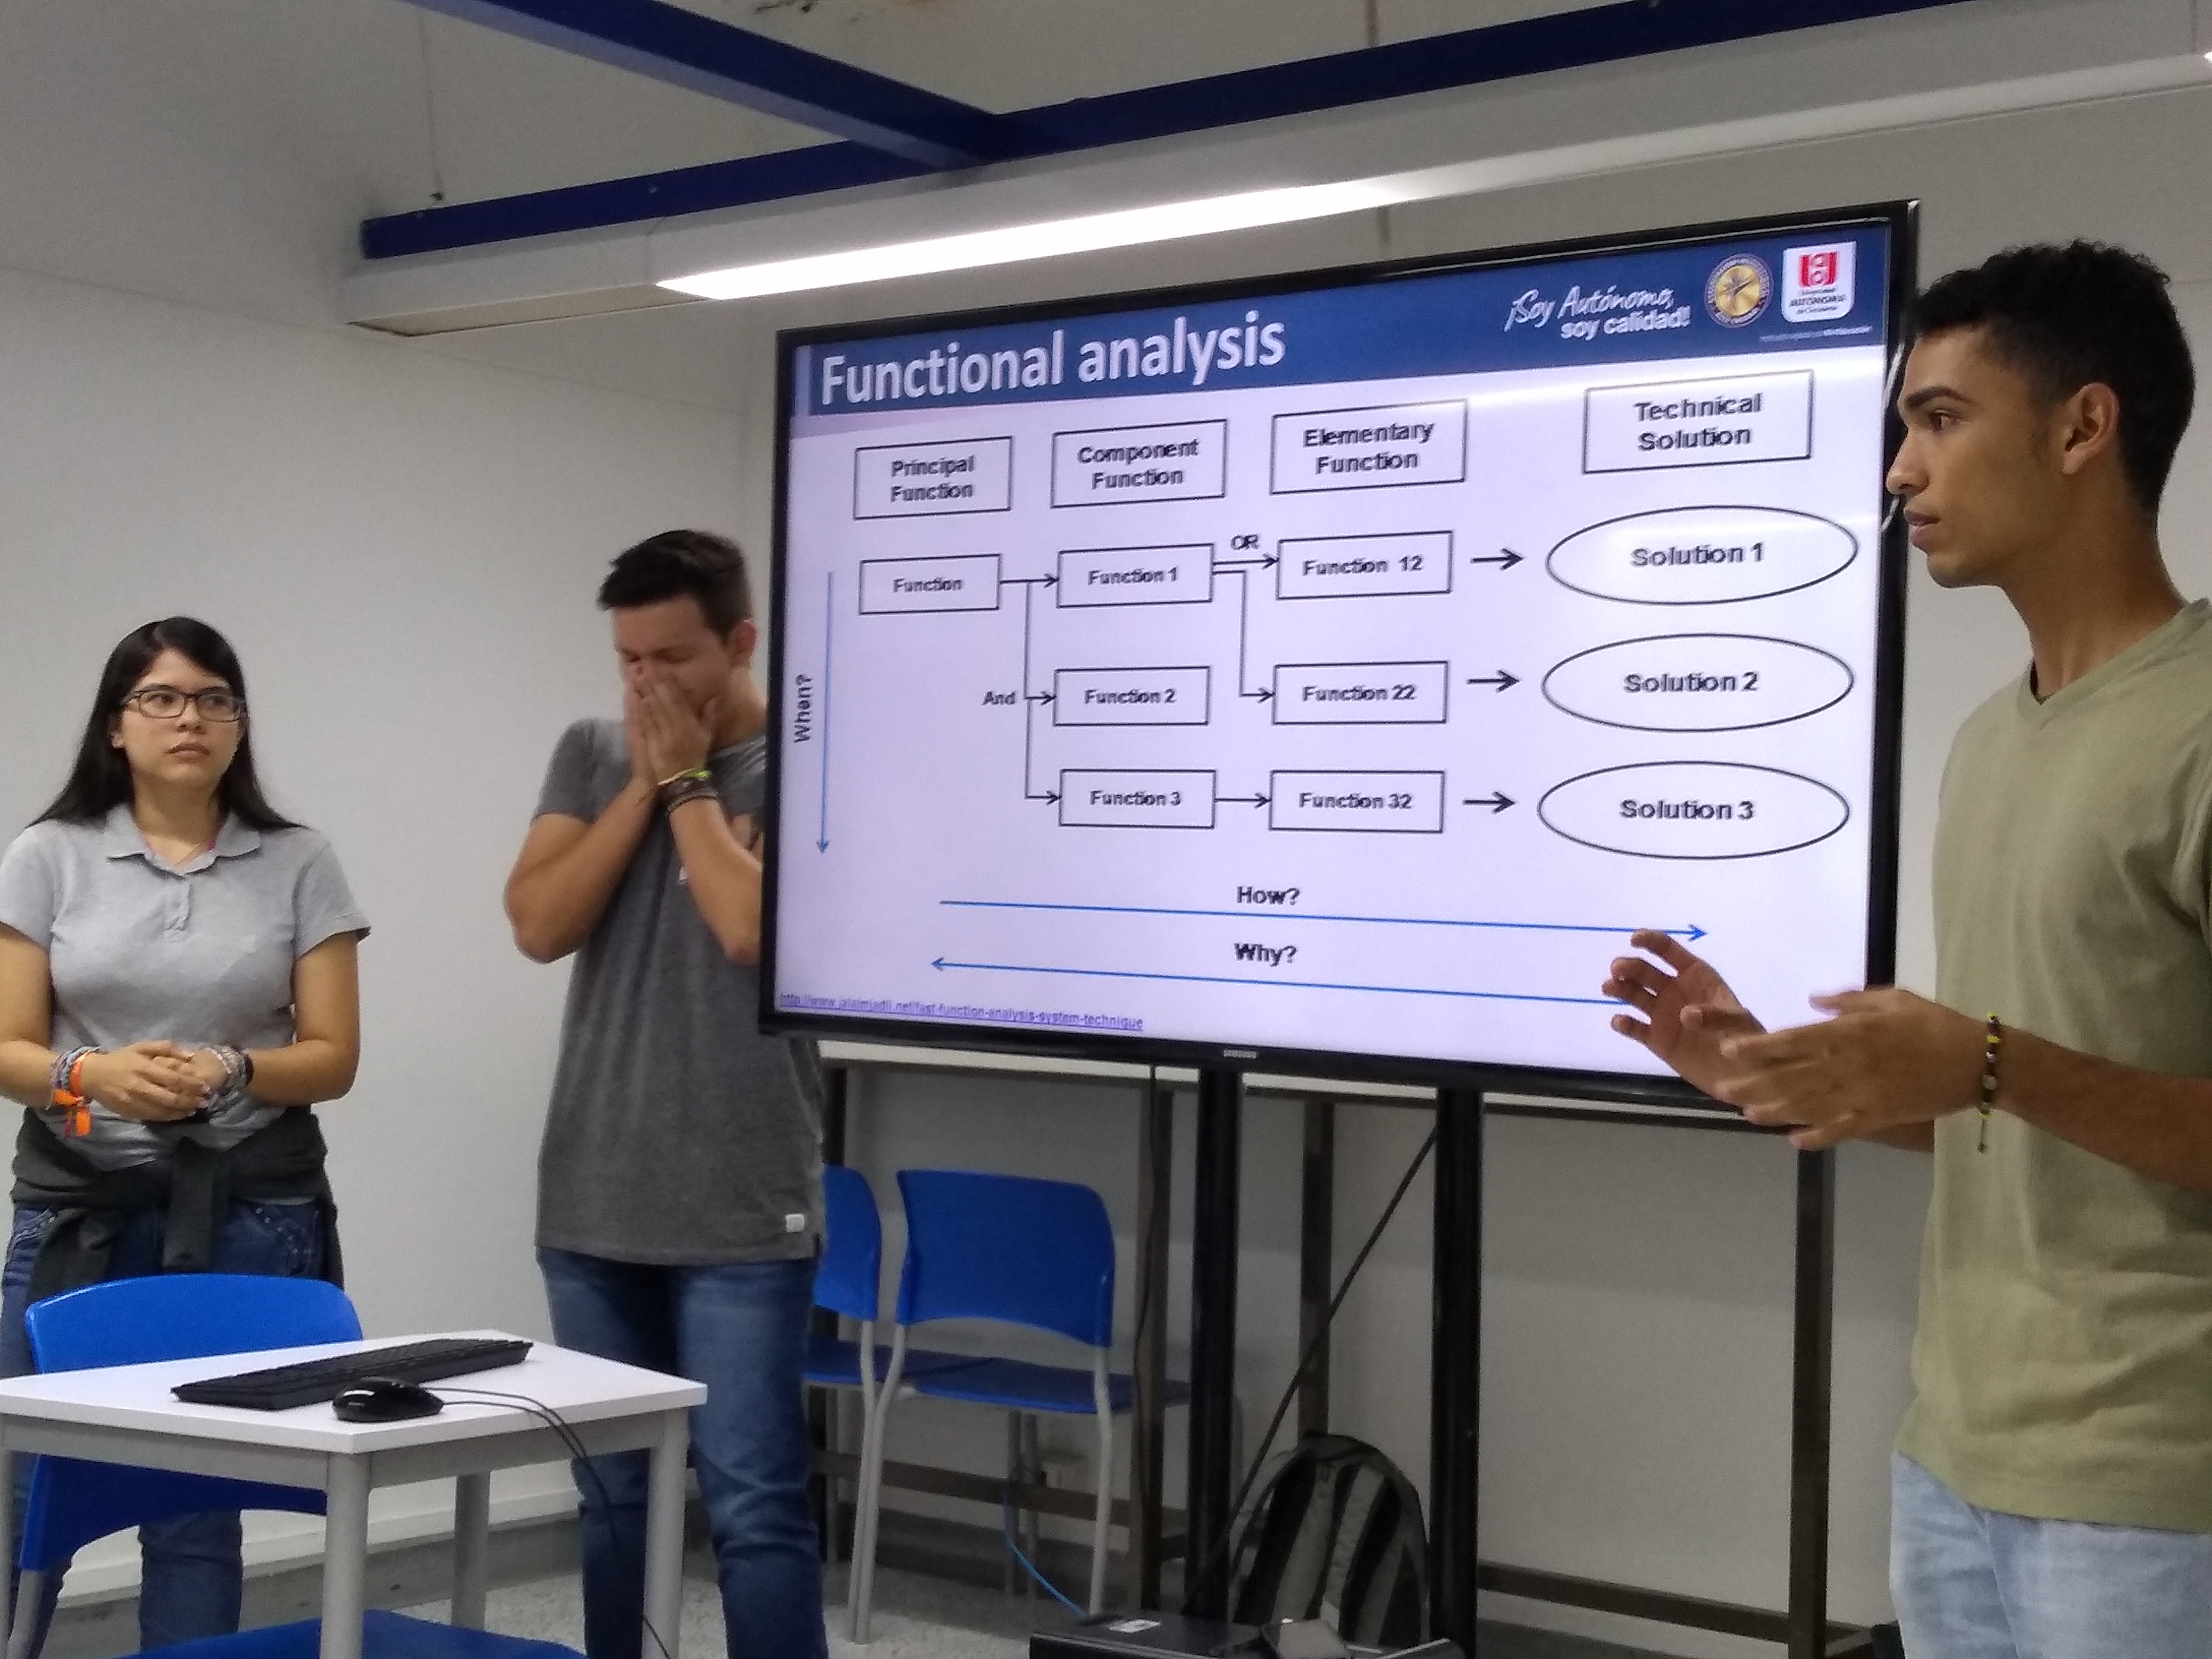 Functional analysis
¡Soy Autónomo,
soy calidad!
AUTÓNOMA
Principal
Function
Component
Function
Elementary
Function
Technical
Solution
Function
Function 1
OR
Function 12
Solution 1
When?
And
Function 2
Function 22
Solution 2
Function 3
Function 32
Solution 3
How?
Why?
SAMSUNG